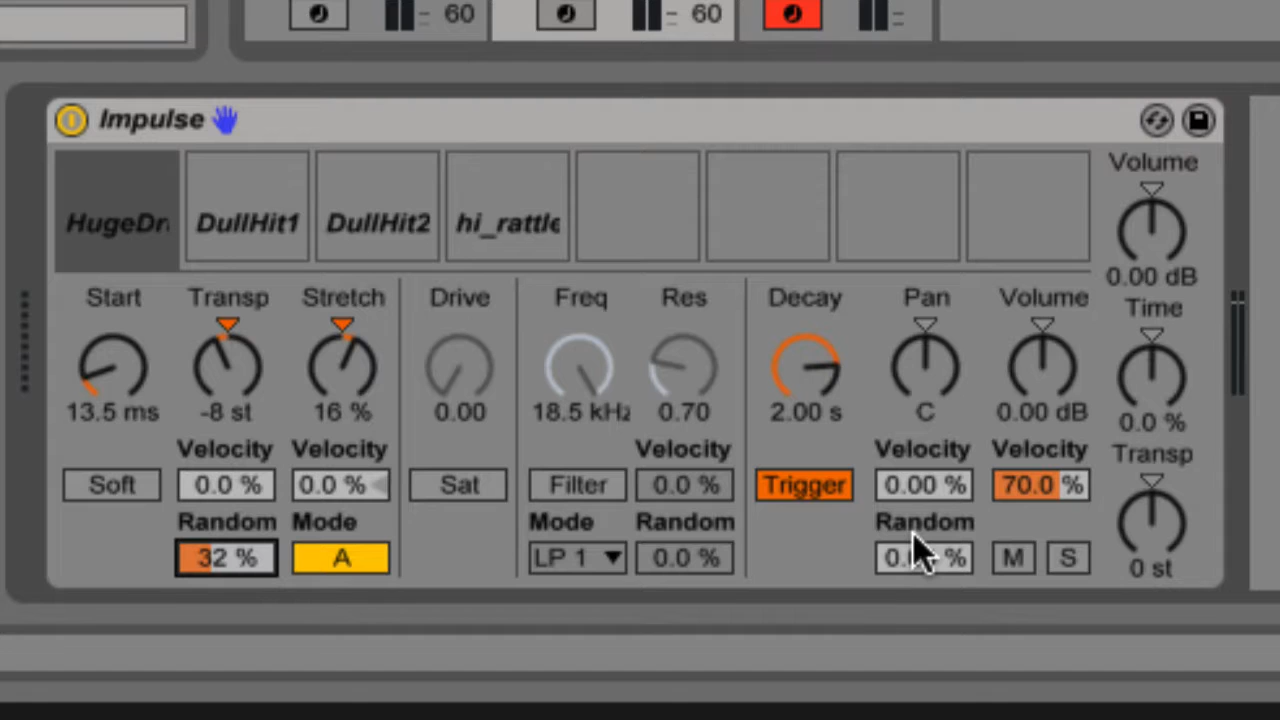 60 60
Impulse
HugeDr DullHit1 DullHit2 hi_rattle
Volume
0.00 dB
Start Transp Stretch Drive Freq Res Decay Pan Volume Time
13.5 ms -8 st 16 % 0.00 18.5 kHz 0.70 2.00 s C 0.00 dB 0.0 %
Velocity Velocity Velocity Velocity Velocity Transp
Soft 0.0 % 0.0 % Sat Filter 0.0 % Trigger 0.00 % 70.0 %
Random Mode Mode Random Random
32 % A LP 1 0.0 % % M S 0 st